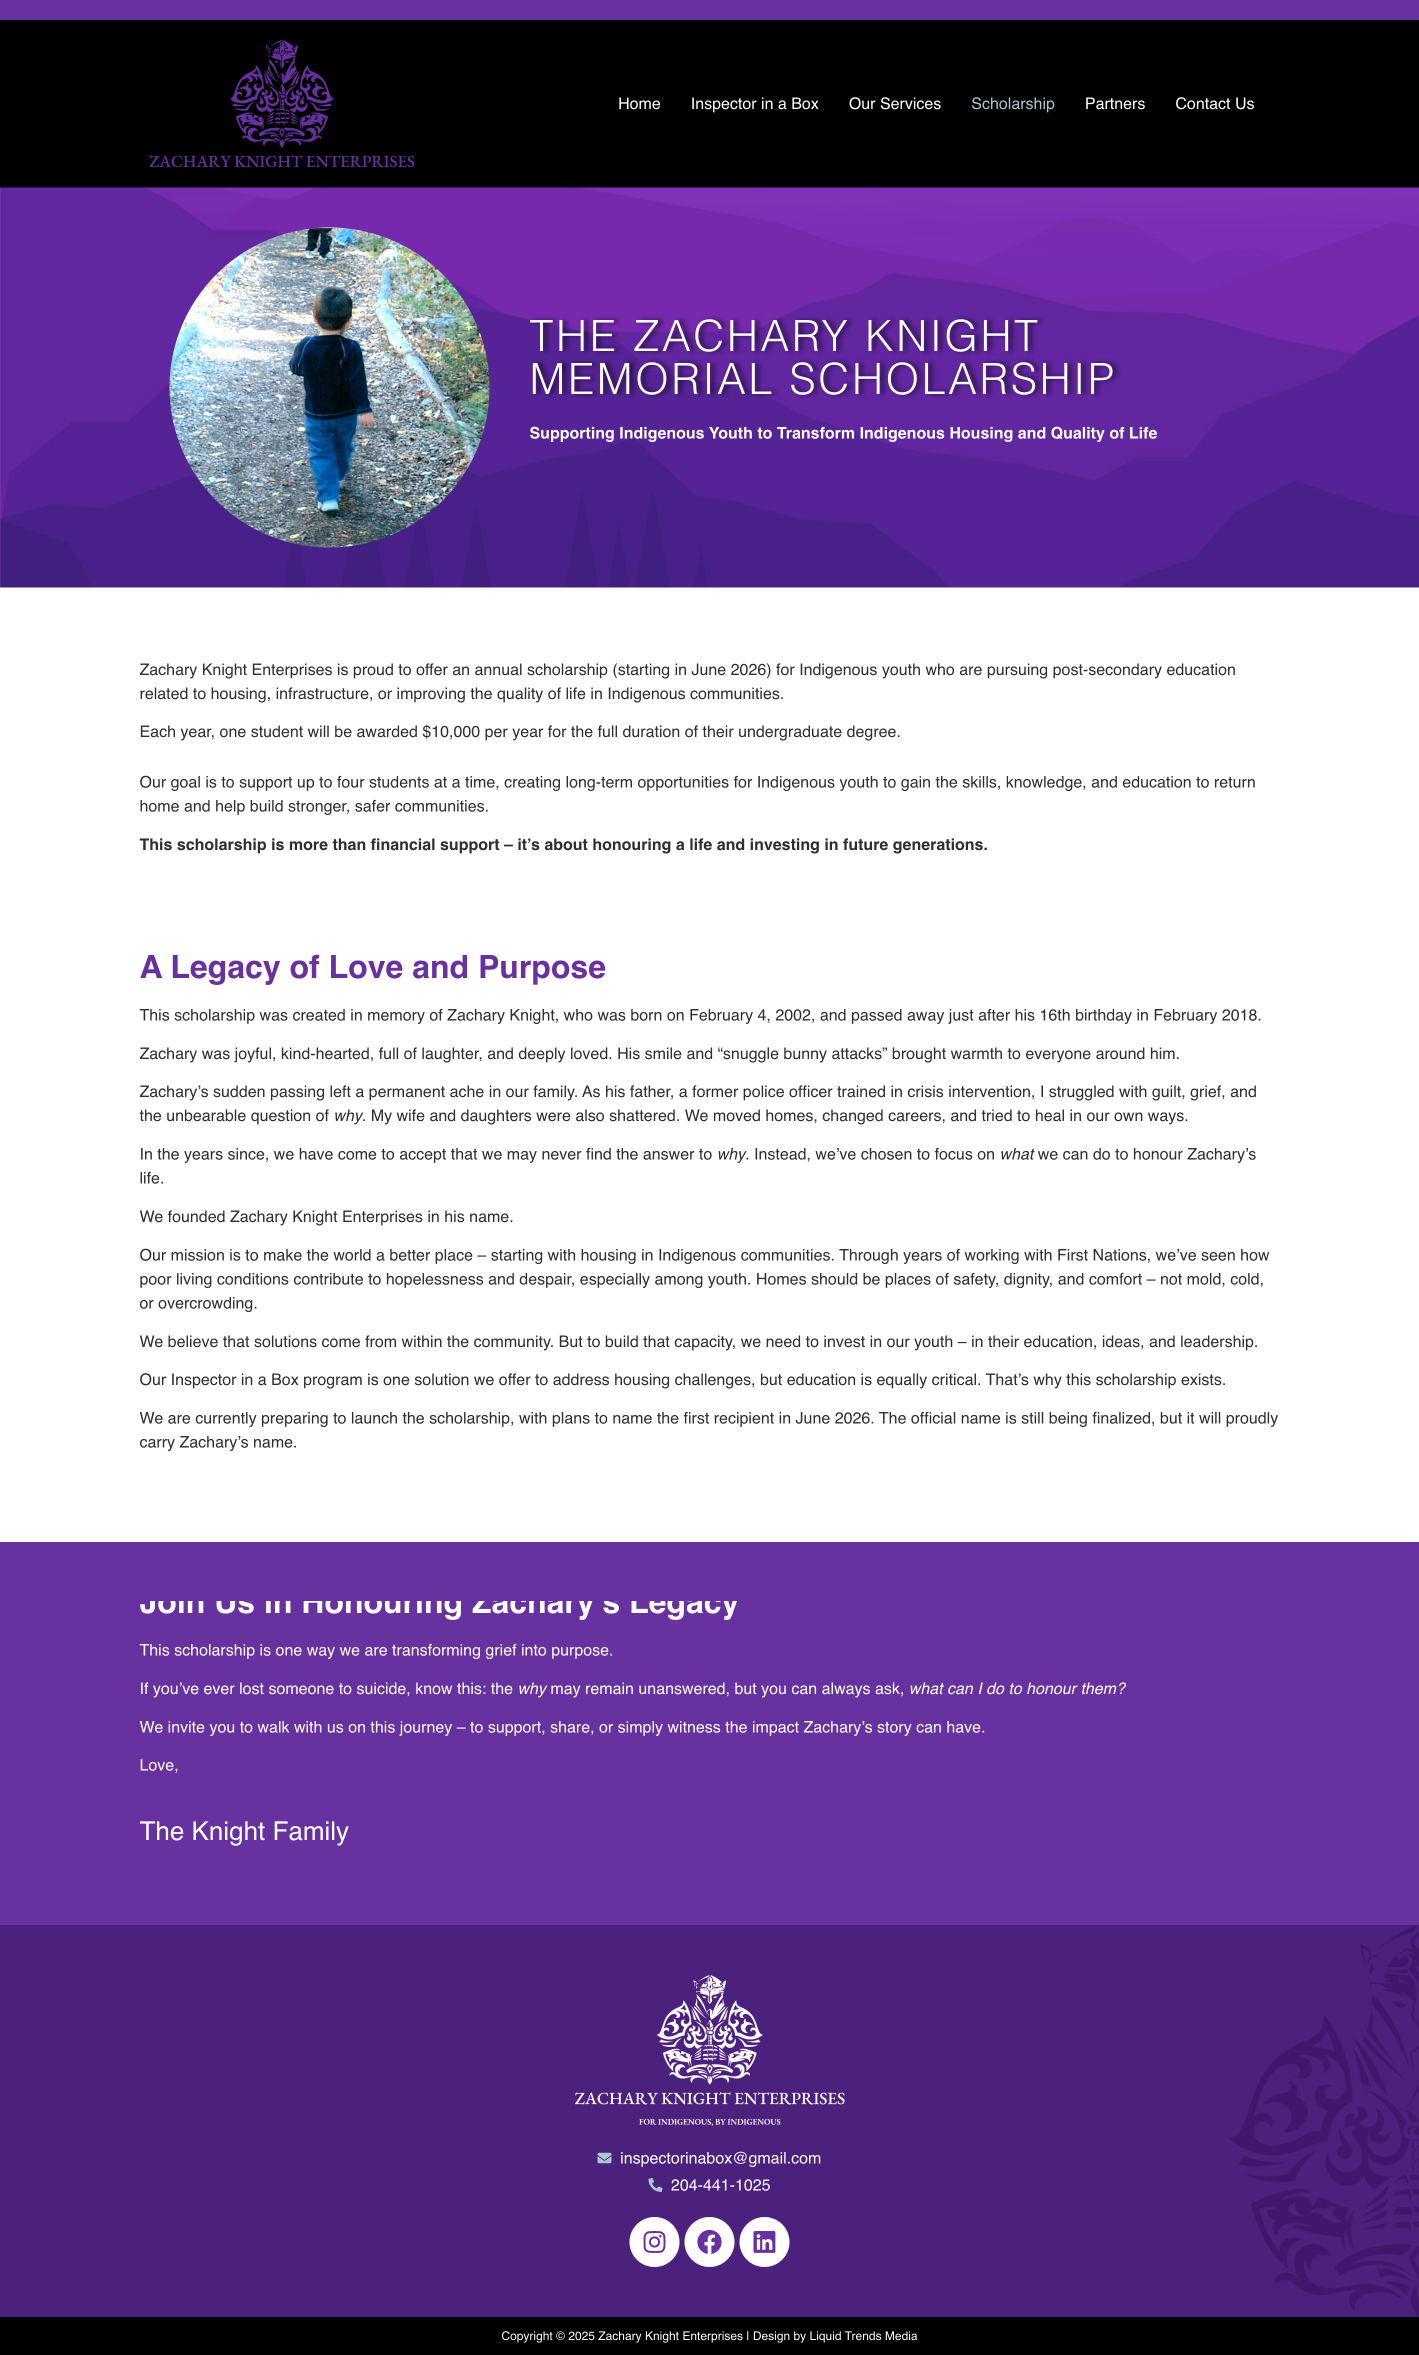 ZACHARY KNIGHT ENTERPRISES
Home
Inspector in a Box
Our Services
Scholarship
Partners
Contact Us
THE ZACHARY KNIGHT
MEMORIAL SCHOLARSHIP
Supporting Indigenous Youth to Transform Indigenous Housing and Quality of Life
Zachary Knight Enterprises is proud to offer an annual scholarship (starting in June 2026) for Indigenous youth who are pursuing post-secondary education
related to housing, infrastructure, or improving the quality of life in Indigenous communities.
Each year, one student will be awarded $10,000 per year for the full duration of their undergraduate degree.
Our goal is to support up to four students at a time, creating long-term opportunities for Indigenous youth to gain the skills, knowledge, and education to return
home and help build stronger, safer communities.
This scholarship is more than financial support – it’s about honouring a life and investing in future generations.
A Legacy of Love and Purpose
This scholarship was created in memory of Zachary Knight, who was born on February 4, 2002, and passed away just after his 16th birthday in February 2018.
Zachary was joyful, kind-hearted, full of laughter, and deeply loved. His smile and “snuggle bunny attacks” brought warmth to everyone around him.
Zachary’s sudden passing left a permanent ache in our family. As his father, a former police officer trained in crisis intervention, I struggled with guilt, grief, and
the unbearable question of why. My wife and daughters were also shattered. We moved homes, changed careers, and tried to heal in our own ways.
In the years since, we have come to accept that we may never find the answer to why. Instead, we’ve chosen to focus on what we can do to honour Zachary’s
life.
We founded Zachary Knight Enterprises in his name.
Our mission is to make the world a better place – starting with housing in Indigenous communities. Through years of working with First Nations, we’ve seen how
poor living conditions contribute to hopelessness and despair, especially among youth. Homes should be places of safety, dignity, and comfort – not mold, cold,
or overcrowding.
We believe that solutions come from within the community. But to build that capacity, we need to invest in our youth – in their education, ideas, and leadership.
Our Inspector in a Box program is one solution we offer to address housing challenges, but education is equally critical. That’s why this scholarship exists.
We are currently preparing to launch the scholarship, with plans to name the first recipient in June 2026. The official name is still being finalized, but it will proudly
carry Zachary’s name.
Join Us in Honouring Zachary’s Legacy
This scholarship is one way we are transforming grief into purpose.
If you’ve ever lost someone to suicide, know this: the why may remain unanswered, but you can always ask, what can I do to honour them?
We invite you to walk with us on this journey – to support, share, or simply witness the impact Zachary’s story can have.
Love,
The Knight Family
ZACHARY KNIGHT ENTERPRISES
FOR INDIGENOUS, BY INDIGENOUS
inspectorinabox@gmail.com
204-441-1025
Copyright © 2025 Zachary Knight Enterprises | Design by Liquid Trends Media